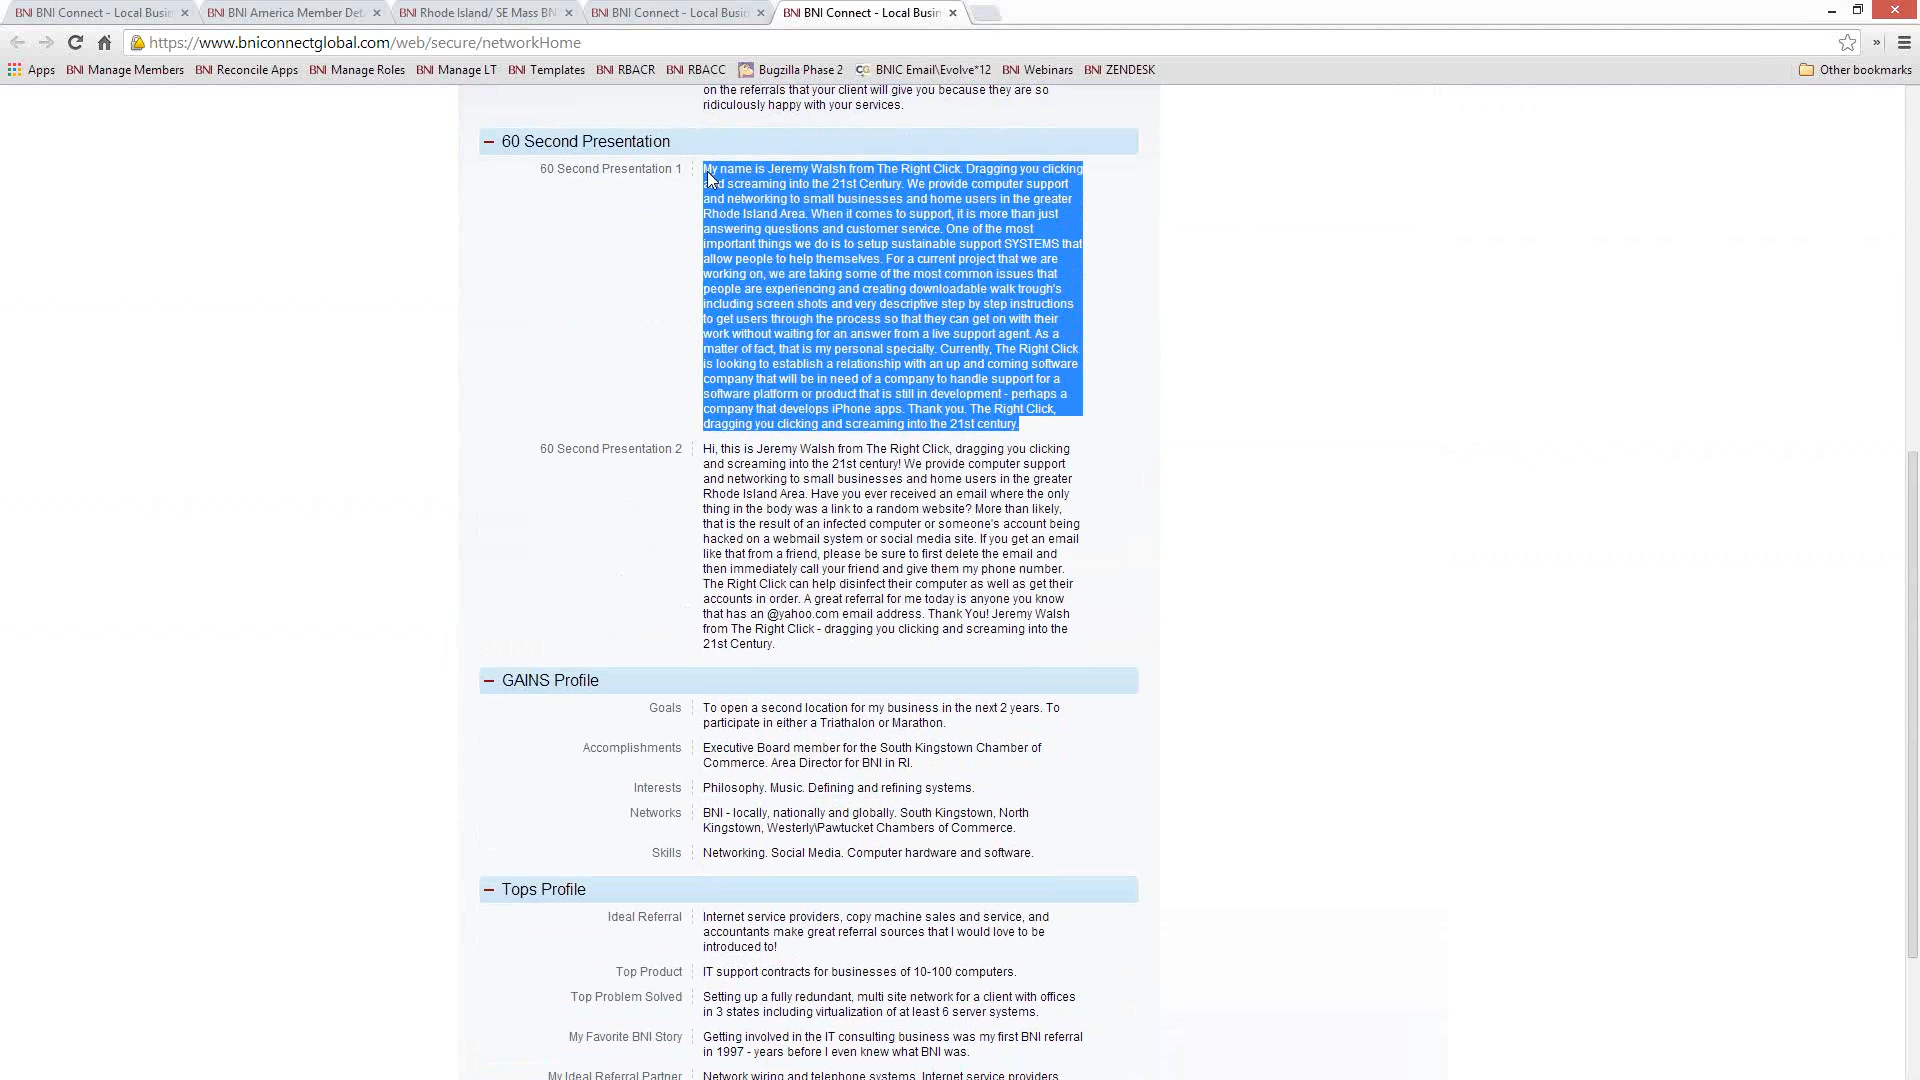 BNI BNI Connect - Local Busin
BNI BNI America Member Deta
BNI Rhode Island/ SE Mass BN
BNI BNI Connect - Local Busin
BNI BNI Connect - Local Busin
https://www.bniconnectglobal.com/web/secure/networkHome
Apps BNI Manage Members BNI Reconcile Apps BNI Manage Roles BNI Manage LT BNI Templates BNI RBACR BNI RBACC Bugzilla Phase 2 BNIC Email\Evolve*12 BNI Webinars BNI ZENDESK Other bookmarks
on the referrals that your client will give you because they are so
ridiculously happy with your services.
60 Second Presentation
60 Second Presentation 1
My name is Jeremy Walsh from The Right Click. Dragging you clicking
and screaming into the 21st Century. We provide computer support
and networking to small businesses and home users in the greater
Rhode Island Area. When it comes to support, it is more than just
answering questions and customer service. One of the most
important things we do is to setup sustainable support SYSTEMS that
allow people to help themselves. For a current project that we are
working on, we are taking some of the most common issues that
people are experiencing and creating downloadable walk trough's
including screen shots and very descriptive step by step instructions
to get users through the process so that they can get on with their
work without waiting for an answer from a live support agent. As a
matter of fact, that is my personal specialty. Currently, The Right Click
is looking to establish a relationship with an up and coming software
company that will be in need of a company to handle support for a
software platform or product that is still in development - perhaps a
company that develops iPhone apps. Thank you. The Right Click,
dragging you clicking and screaming into the 21st century.
60 Second Presentation 2
Hi, this is Jeremy Walsh from The Right Click, dragging you clicking
and screaming into the 21st century! We provide computer support
and networking to small businesses and home users in the greater
Rhode Island Area. Have you ever received an email where the only
thing in the body was a link to a random website? More than likely,
that is the result of an infected computer or someone's account being
hacked on a webmail system or social media site. If you get an email
like that from a friend, please be sure to first delete the email and
then immediately call your friend and give them my phone number.
The Right Click can help disinfect their computer as well as get their
accounts in order. A great referral for me today is anyone you know
that has an @yahoo.com email address. Thank You! Jeremy Walsh
from The Right Click - dragging you clicking and screaming into the
21st Century.
GAINS Profile
Goals
To open a second location for my business in the next 2 years. To
participate in either a Triathalon or Marathon.
Accomplishments
Executive Board member for the South Kingstown Chamber of
Commerce. Area Director for BNI in RI.
Interests
Philosophy. Music. Defining and refining systems.
Networks
BNI - locally, nationally and globally. South Kingstown, North
Kingstown, Westerly\Pawtucket Chambers of Commerce.
Skills
Networking. Social Media. Computer hardware and software.
Tops Profile
Ideal Referral
Internet service providers, copy machine sales and service, and
accountants make great referral sources that I would love to be
introduced to!
Top Product
IT support contracts for businesses of 10-100 computers.
Top Problem Solved
Setting up a fully redundant, multi site network for a client with offices
in 3 states including virtualization of at least 6 server systems.
My Favorite BNI Story
Getting involved in the IT consulting business was my first BNI referral
in 1997 - years before I even knew what BNI was.
My Ideal Referral Partner
Network wiring and telephone systems. Internet service providers.